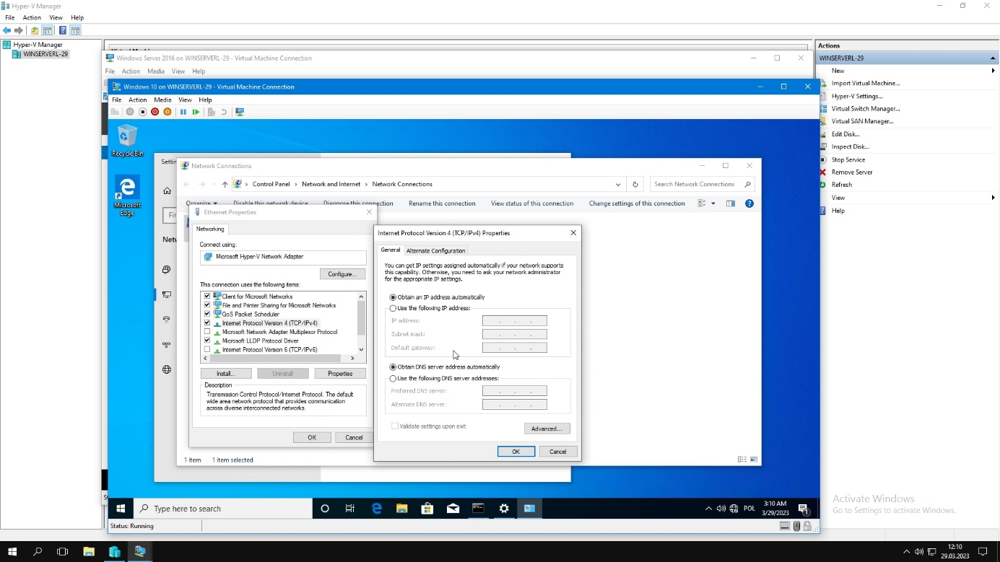 Hyper-V Manager
File Action View Help
Hyper-V Manager
WINSERVERL-29
Windows Server 2016 on WINSERVERL-29 - Virtual Machine Connection
File Action Media View Help
Windows 10 on WINSERVERL-29 - Virtual Machine Connection
File Action Media View Help
Recycle Bin
Microsoft
Edge
Network Connections
Control Panel › Network and Internet › Network Connections
Search Network Connections
Organize Disable this network device Diagnose this connection Rename this connection View status of this connection Change settings of this connection
Ethernet Properties
Networking
Connect using:
Microsoft Hyper-V Network Adapter
Configure...
This connection uses the following items:
Client for Microsoft Networks
File and Printer Sharing for Microsoft Networks
QoS Packet Scheduler
Internet Protocol Version 4 (TCP/IPv4)
Microsoft Network Adapter Multiplexor Protocol
Microsoft LLDP Protocol Driver
Internet Protocol Version 6 (TCP/IPv6)
Install... Uninstall Properties
Description
Transmission Control Protocol/Internet Protocol. The default
wide area network protocol that provides communication
across diverse interconnected networks.
OK Cancel
Internet Protocol Version 4 (TCP/IPv4) Properties
General Alternate Configuration
You can get IP settings assigned automatically if your network supports
this capability. Otherwise, you need to ask your network administrator
for the appropriate IP settings.
Obtain an IP address automatically
Use the following IP address:
IP address:
Subnet mask:
Default gateway:
Obtain DNS server address automatically
Use the following DNS server addresses:
Preferred DNS server:
Alternate DNS server:
Validate settings upon exit
Advanced...
OK Cancel
1 item 1 item selected
Type here to search
POL
3:10 AM
3/29/2023
Status: Running
Actions
WINSERVERL-29
New
Import Virtual Machine...
Hyper-V Settings...
Virtual Switch Manager...
Virtual SAN Manager...
Edit Disk...
Inspect Disk...
Stop Service
Remove Server
Refresh
View
Help
Activate Windows
Go to Settings to activate Windows.
12:10
29.03.2023